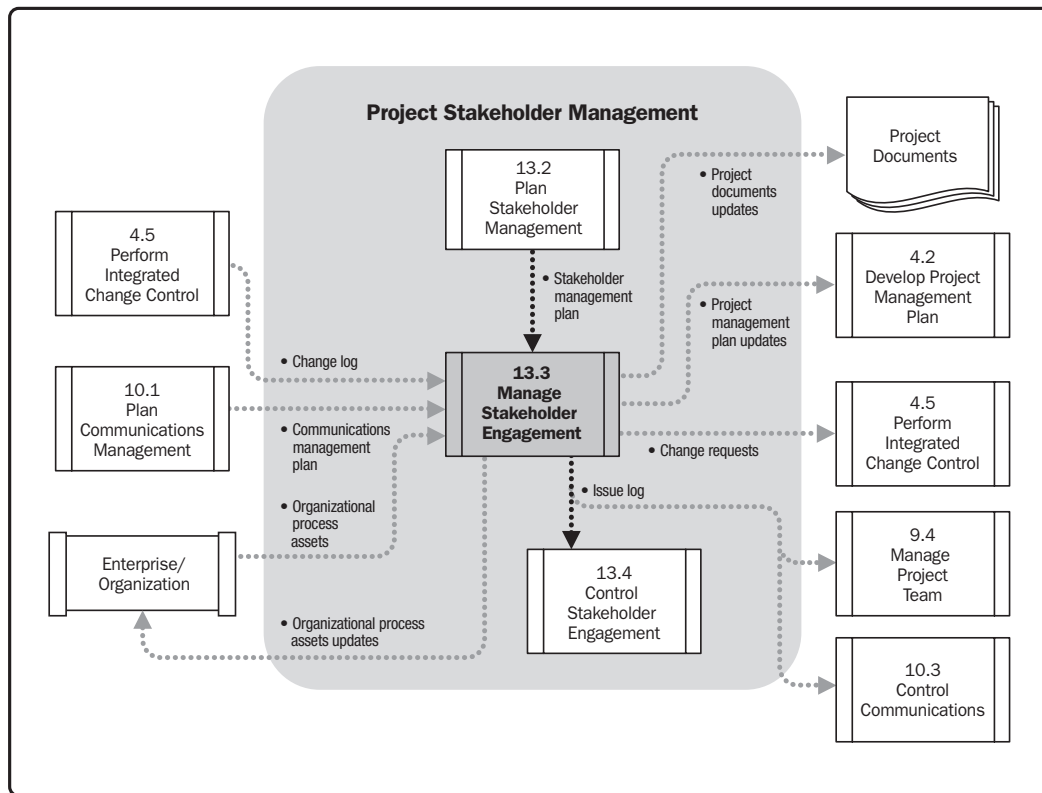 Project Stakeholder Management
13.2
Plan
Stakeholder
Management
• Project
documents
updates
Project
Documents
4.5
Perform
Integrated
Change Control
• Stakeholder
management
plan
• Project
management
plan updates
4.2
Develop Project
Management
Plan
• Change log
10.1
Plan
Communications
Management
13.3
Manage
Stakeholder
Engagement
• Communications
management
plan
• Change requests
4.5
Perform
Integrated
Change Control
• Organizational
process
assets
• Issue log
Enterprise/
Organization
13.4
Control
Stakeholder
Engagement
9.4
Manage
Project
Team
• Organizational process
assets updates
10.3
Control
Communications